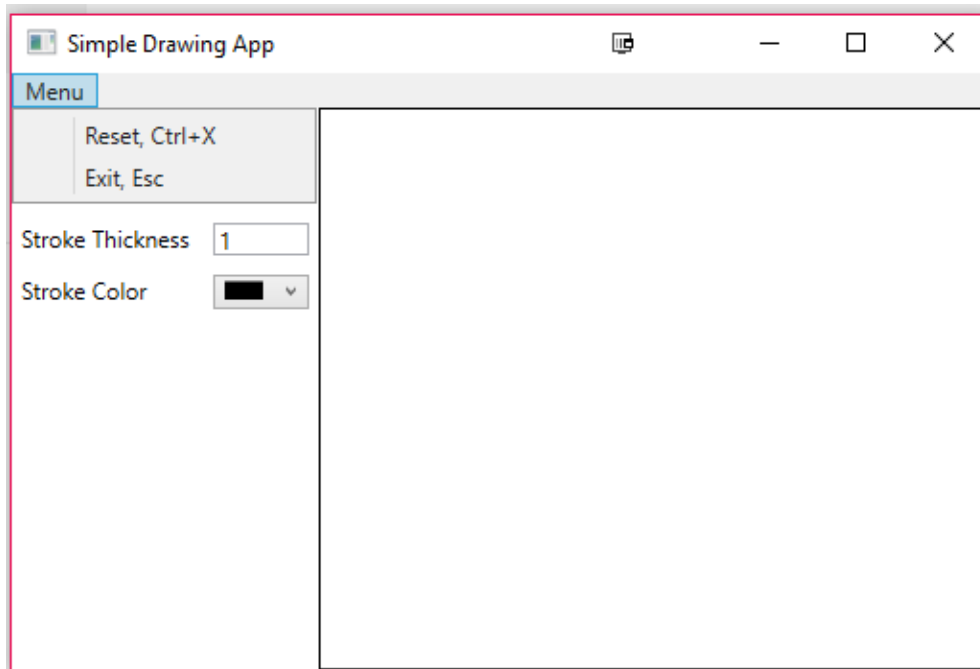 Simple Drawing App
Menu
Reset, Ctrl+X
Exit, Esc
Stroke Thickness 1
Stroke Color